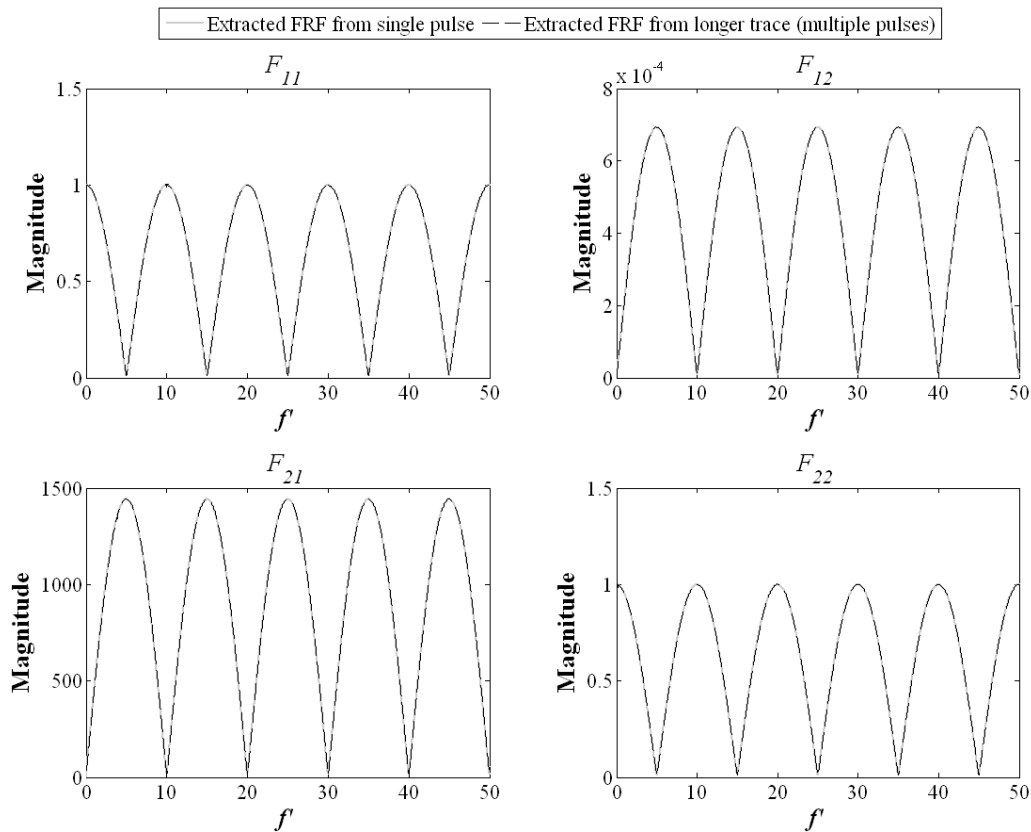 Extracted FRF from single pulse Extracted FRF from longer trace (multiple pulses)
F11
1.5
1
0.5
0
Magnitude
0 10 20 30 40 50
f'
F12
x 10-4
8
6
4
2
0
Magnitude
0 10 20 30 40 50
f'
F21
1500
1000
500
0
Magnitude
0 10 20 30 40 50
f'
F22
1.5
1
0.5
0
Magnitude
0 10 20 30 40 50
f'